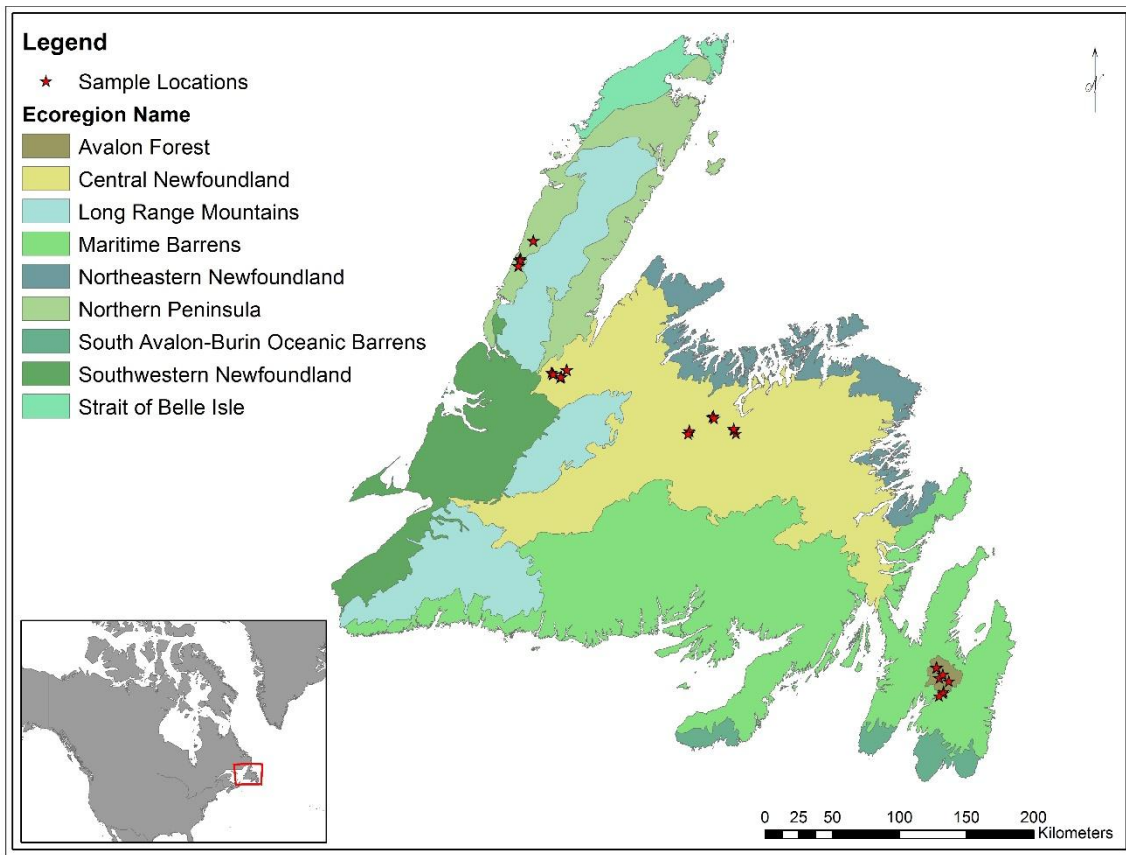 Legend
Sample Locations
Ecoregion Name
Avalon Forest
Central Newfoundland
Long Range Mountains
Maritime Barrens
Northeastern Newfoundland
Northern Peninsula
South Avalon-Burin Oceanic Barrens
Southwestern Newfoundland
Strait of Belle Isle
N
0 25 50 100 150 200
Kilometers